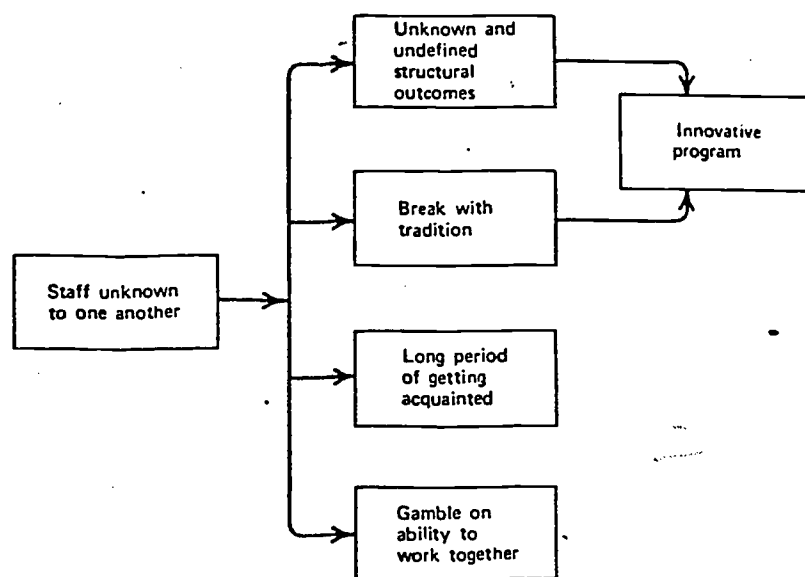 Unknown and
undefined
structural
outcomes
Innovative
program
Break with
tradition
Staff unknown
to one another
Long period
of getting
acquainted
Gamble on
ability to
work together